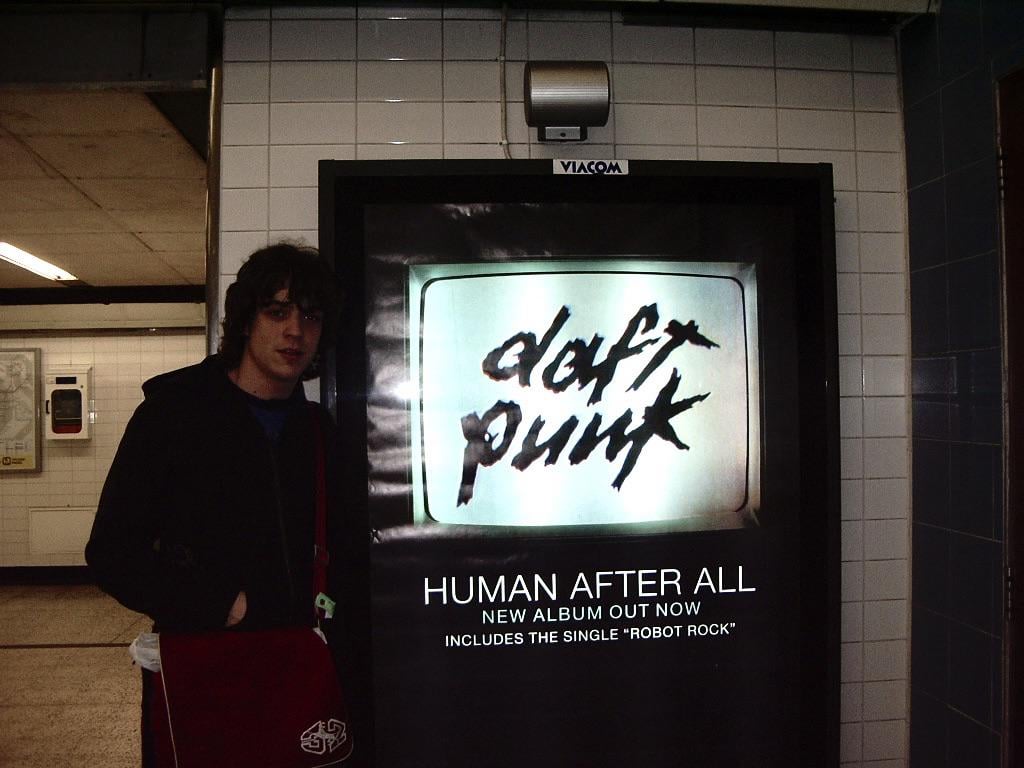 VIACOM
daft
punk
HUMAN AFTER ALL
NEW ALBUM OUT NOW
INCLUDES THE SINGLE "ROBOT ROCK"